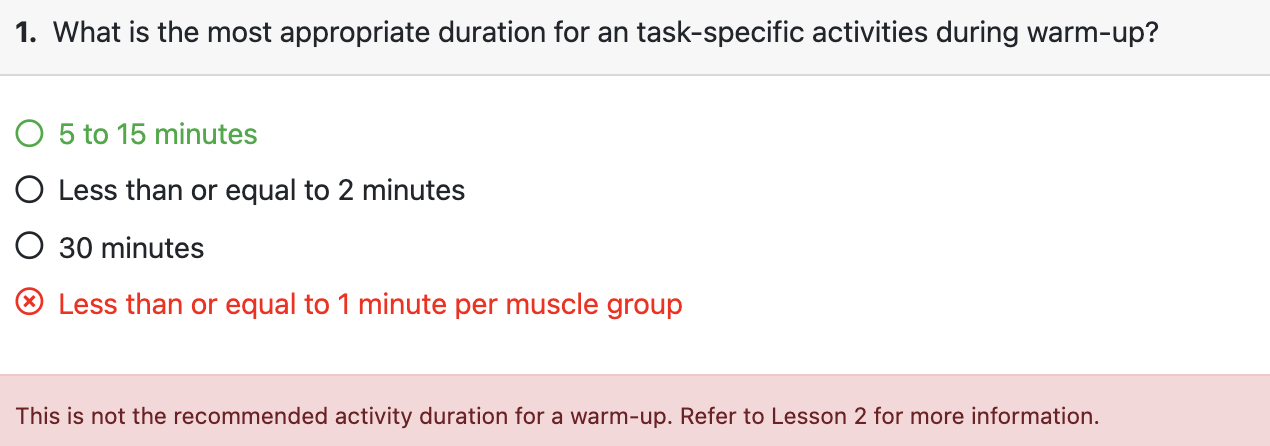 1. What is the most appropriate duration for an task-specific activities during warm-up?
5 to 15 minutes
Less than or equal to 2 minutes
30 minutes
Less than or equal to 1 minute per muscle group
This is not the recommended activity duration for a warm-up. Refer to Lesson 2 for more information.